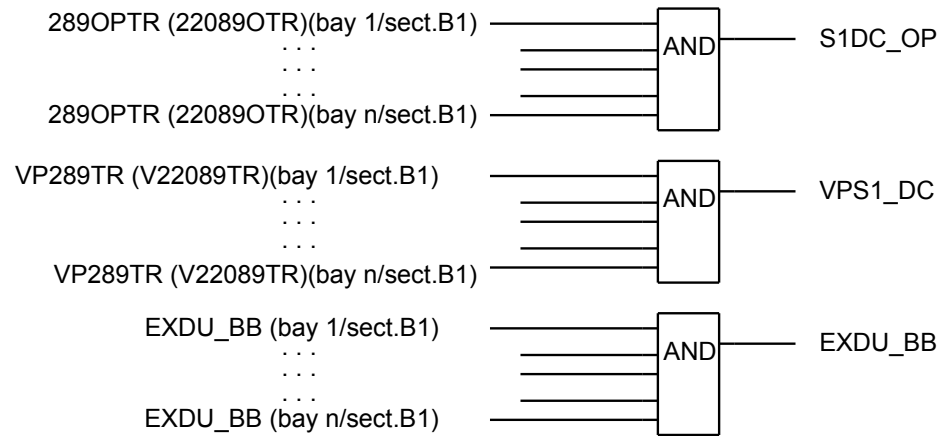 289OPTR (22089OTR)(bay 1/sect.B1)
. . .
. . .
. . .
289OPTR (22089OTR)(bay n/sect.B1)
AND
S1DC_OP
VP289TR (V22089TR)(bay 1/sect.B1)
. . .
. . .
. . .
VP289TR (V22089TR)(bay n/sect.B1)
AND
VPS1_DC
EXDU_BB (bay 1/sect.B1)
. . .
. . .
. . .
EXDU_BB (bay n/sect.B1)
AND
EXDU_BB